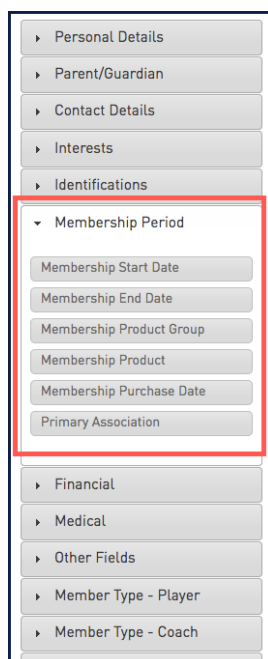 Personal Details
Parent/Guardian
Contact Details
Interests
Identifications
Membership Period
Membership Start Date
Membership End Date
Membership Product Group
Membership Product
Membership Purchase Date
Primary Association
Financial
Medical
Other Fields
Member Type - Player
Member Type - Coach